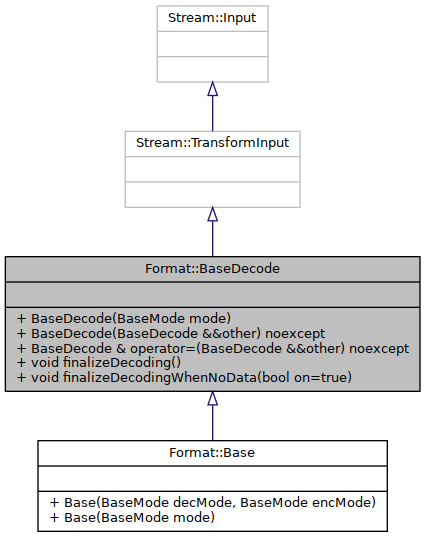 Stream::Input
Stream::TransformInput
Format::BaseDecode
+ BaseDecode(BaseMode mode)
+ BaseDecode(BaseDecode &&other) noexcept
+ BaseDecode & operator=(BaseDecode &&other) noexcept
+ void finalizeDecoding()
+ void finalizeDecodingWhenNoData(bool on=true)
Format::Base
+ Base(BaseMode decMode, BaseMode encMode)
+ Base(BaseMode mode)